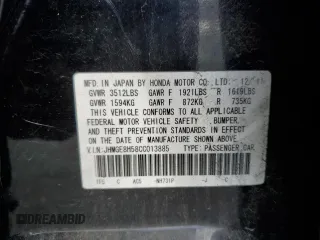 MFD. IN JAPAN BY HONDA MOTOR CO.,LTD. 12
GVWR 3512LBS GAWR F 1921LBS R 1649LBS
GVWR 1594KG GAWR F 872KG R 735KG
THIS VEHICLE CONFORMS TO ALL APPLICABLE
FEDERAL MOTOR VEHICLE SAFETY, BUMPER,
AND THEFT PREVENTION STANDARDS IN EFFECT
ON THE DATE OF MANUFACTURE SHOWN ABOVE.
V.I.N: TYPE: PASSENGER CAR
C NH731P J C